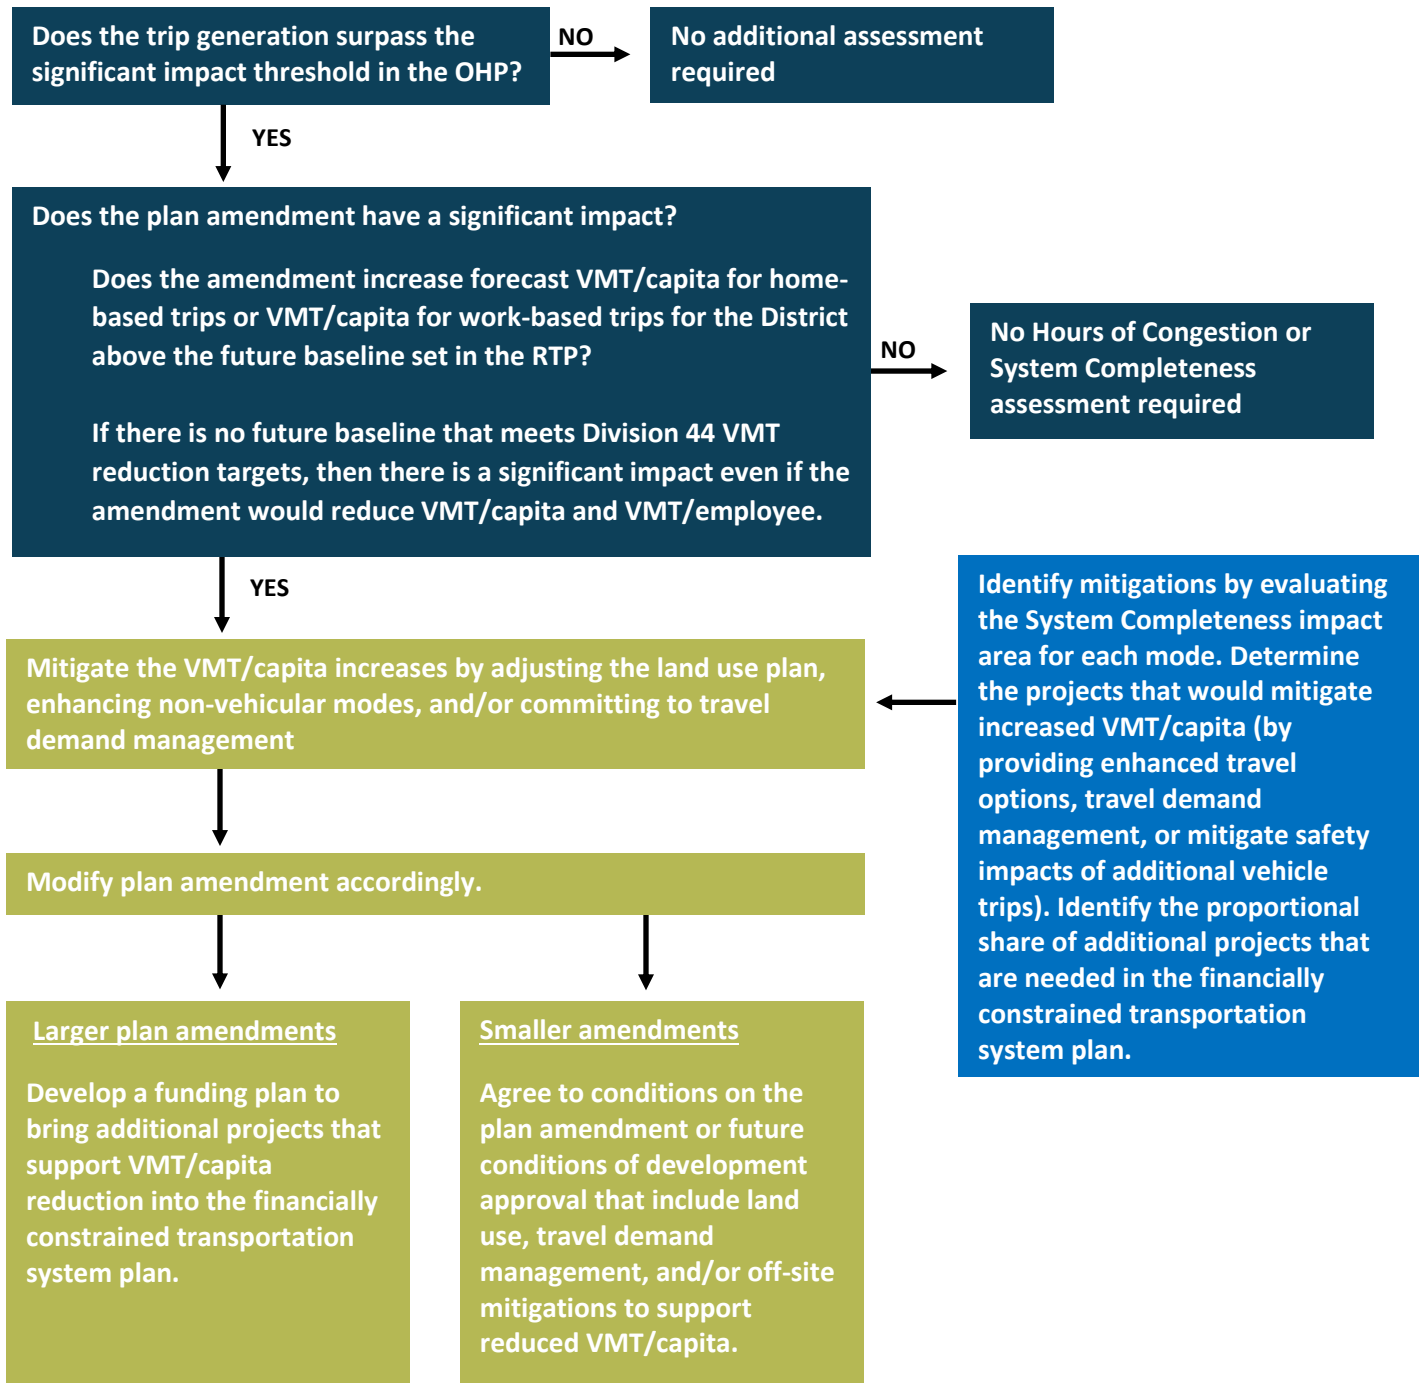 Does the trip generation surpass the
significant impact threshold in the OHP?
NO
No additional assessment
required
YES
Does the plan amendment have a significant impact?
Does the amendment increase forecast VMT/capita for home-
based trips or VMT/capita for work-based trips for the District
above the future baseline set in the RTP?
If there is no future baseline that meets Division 44 VMT
reduction targets, then there is a significant impact even if the
amendment would reduce VMT/capita and VMT/employee.
NO
No Hours of Congestion or
System Completeness
assessment required
YES
Mitigate the VMT/capita increases by adjusting the land use plan,
enhancing non-vehicular modes, and/or committing to travel
demand management
Identify mitigations by evaluating
the System Completeness impact
area for each mode. Determine
the projects that would mitigate
increased VMT/capita (by
providing enhanced travel
options, travel demand
management, or mitigate safety
impacts of additional vehicle
trips). Identify the proportional
share of additional projects that
are needed in the financially
constrained transportation
system plan.
Modify plan amendment accordingly.
Larger plan amendments
Develop a funding plan to
bring additional projects that
support VMT/capita
reduction into the financially
constrained transportation
system plan.
Smaller amendments
Agree to conditions on the
plan amendment or future
conditions of development
approval that include land
use, travel demand
management, and/or off-site
mitigations to support
reduced VMT/capita.